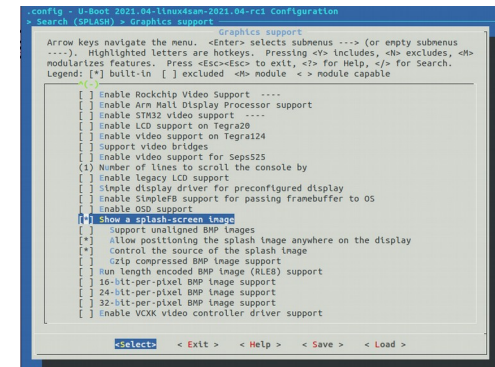 .config - U-Boot 2021.04-linux4sam-2021.04-rc1 Configuration
> Search (SPLASH) > Graphics support
Graphics support
Arrow keys navigate the menu. <Enter> selects submenus ---> (or empty submenus
----). Highlighted letters are hotkeys. Pressing <Y> includes, <N> excludes, <M>
modularizes features. Press <Esc><Esc> to exit, <?> for Help, </> for Search.
Legend: [*] built-in [ ] excluded <M> module < > module capable
^(-)
[ ] Enable Rockchip Video Support ----
[ ] Enable Arm Mali Display Processor support
[ ] Enable STM32 video support ----
[ ] Enable LCD support on Tegra20
[ ] Enable video support on Tegra124
[ ] Support video bridges
[ ] Enable video support for Seps525
(1) Number of lines to scroll the console by
[ ] Enable legacy LCD support
[ ] Simple display driver for preconfigured display
[ ] Enable SimpleFB support for passing framebuffer to OS
[ ] Enable OSD support
[*] Show a splash-screen image
[ ] Support unaligned BMP images
[*] Allow positioning the splash image anywhere on the display
[*] Control the source of the splash image
[ ] Gzip compressed BMP image support
[ ] Run length encoded BMP image (RLE8) support
[ ] 16-bit-per-pixel BMP image support
[ ] 24-bit-per-pixel BMP image support
[ ] 32-bit-per-pixel BMP image support
[ ] Enable VCXK video controller driver support
<Select> < Exit > < Help > < Save > < Load >